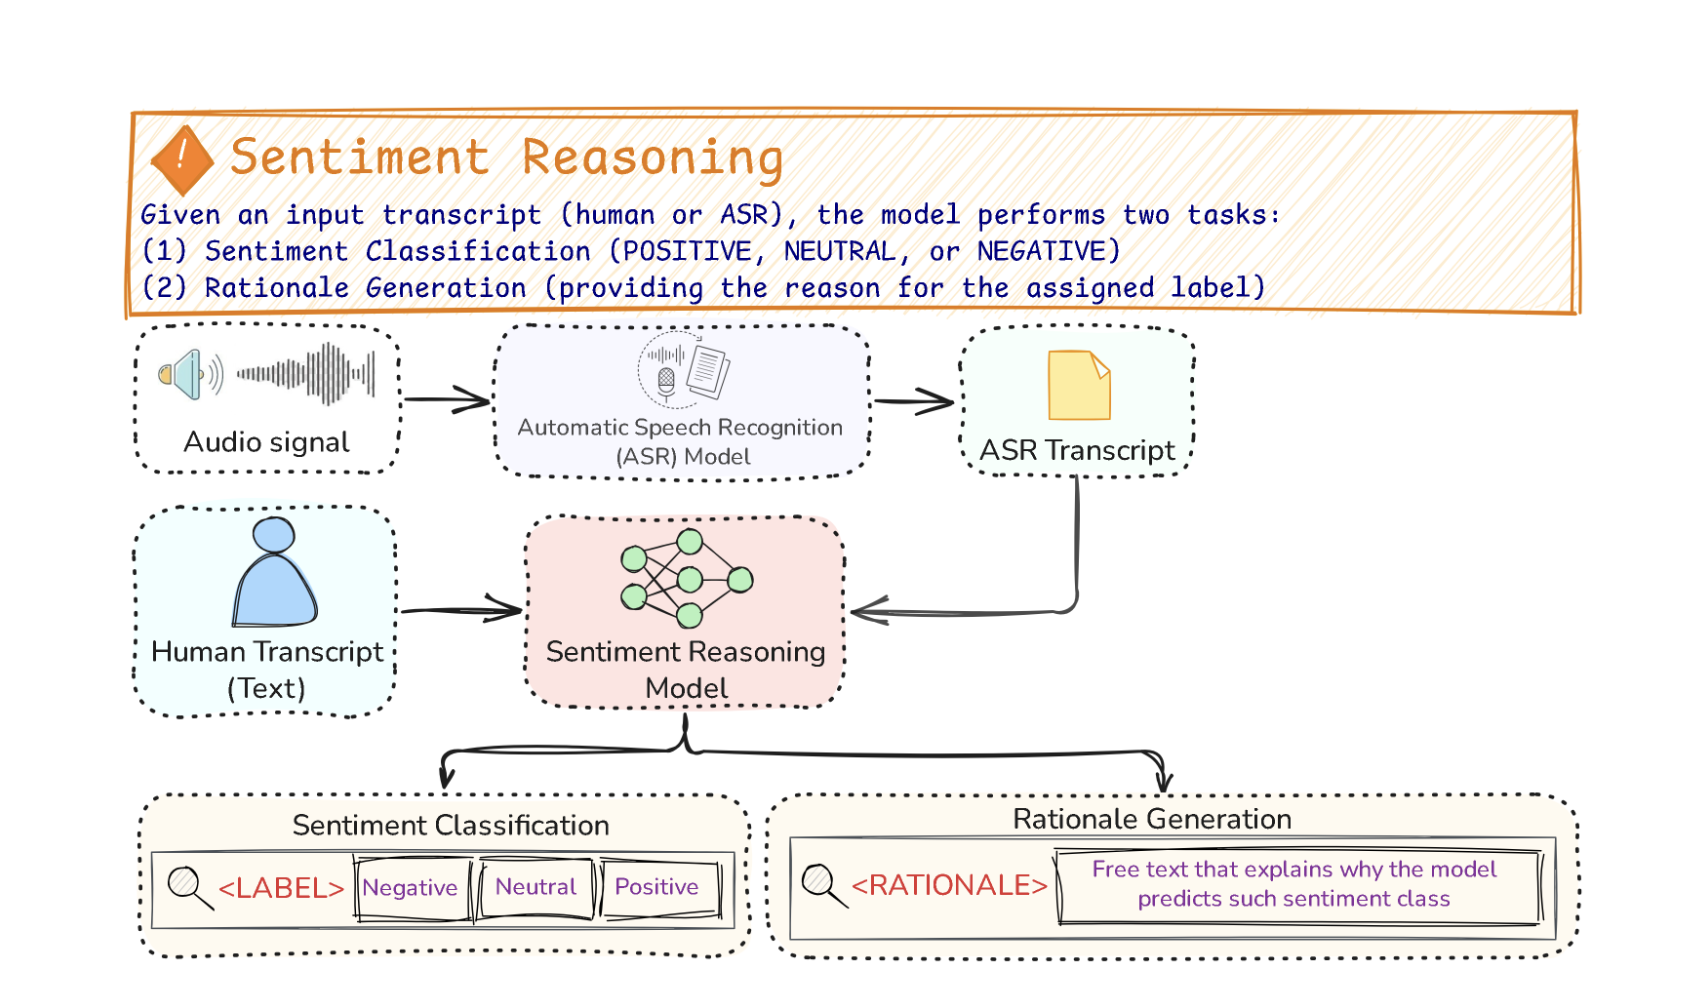 !
Sentiment Reasoning
Given an input transcript (human or ASR), the model performs two tasks:
(1) Sentiment Classification (POSITIVE, NEUTRAL, or NEGATIVE)
(2) Rationale Generation (providing the reason for the assigned label)
Audio signal
Automatic Speech Recognition
(ASR) Model
ASR Transcript
Human Transcript
(Text)
Sentiment Reasoning
Model
Sentiment Classification
<LABEL> Negative Neutral Positive
Rationale Generation
<RATIONALE>
Free text that explains why the model
predicts such sentiment class